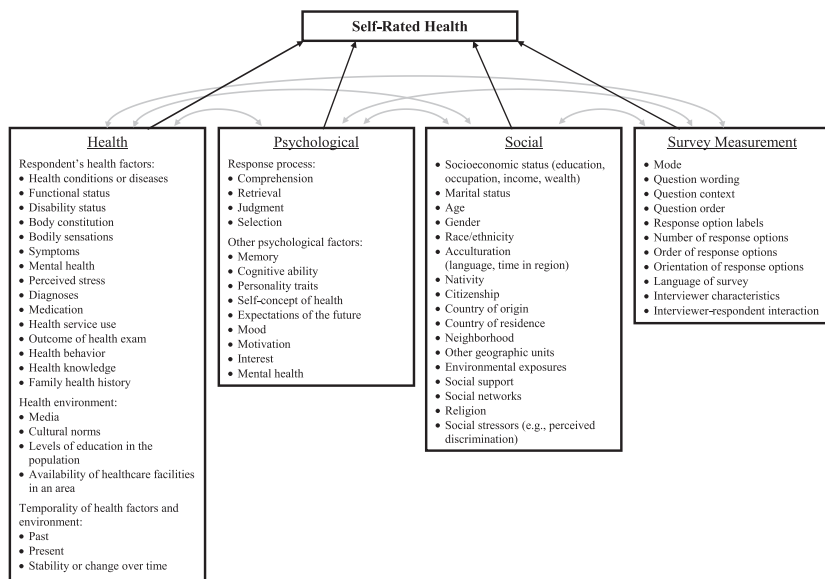 Self-Rated Health
Health
Respondent's health factors:
• Health conditions or diseases
• Functional status
• Disability status
• Body constitution
• Bodily sensations
• Symptoms
• Mental health
• Perceived stress
• Diagnoses
• Medication
• Health service use
• Outcome of health exam
• Health behavior
• Health knowledge
• Family health history
Health environment:
• Media
• Cultural norms
• Levels of education in the
population
• Availability of healthcare facilities
in an area
Temporality of health factors and
environment:
• Past
• Present
• Stability or change over time
Psychological
Response process:
• Comprehension
• Retrieval
• Judgment
• Selection
Other psychological factors:
• Memory
• Cognitive ability
• Personality traits
• Self-concept of health
• Expectations of the future
• Mood
• Motivation
• Interest
• Mental health
Social
• Socioeconomic status (education,
occupation, income, wealth)
• Marital status
• Age
• Gender
• Race/ethnicity
• Acculturation
(language, time in region)
• Nativity
• Citizenship
• Country of origin
• Country of residence
• Neighborhood
• Other geographic units
• Environmental exposures
• Social support
• Social networks
• Religion
• Social stressors (e.g., perceived
discrimination)
Survey Measurement
• Mode
• Question wording
• Question context
• Question order
• Response option labels
• Number of response options
• Order of response options
• Orientation of response options
• Language of survey
• Interviewer characteristics
• Interviewer-respondent interaction